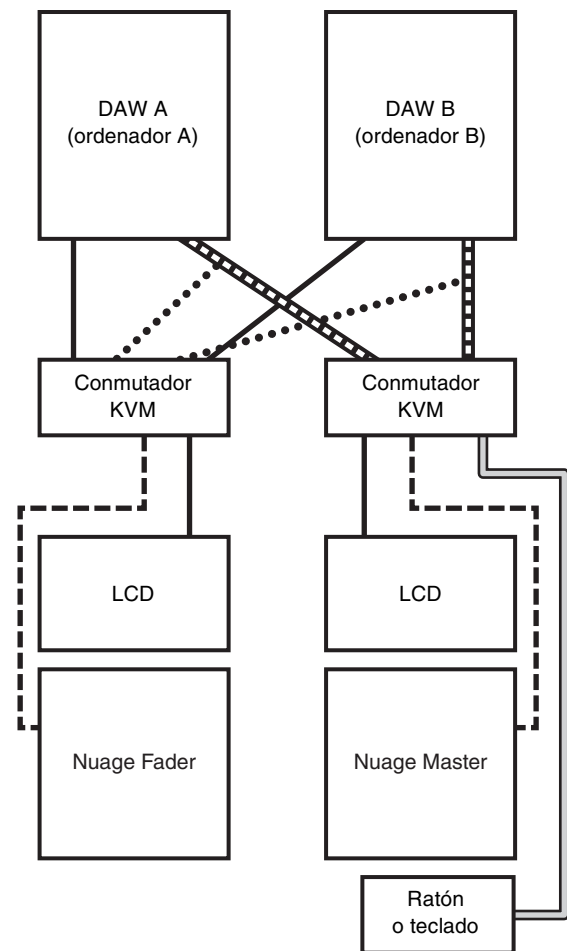 DAW A
(ordenador A)
DAW B
(ordenador B)
Conmutador
KVM
Conmutador
KVM
LCD
LCD
Nuage Fader
Nuage Master
Ratón
o teclado